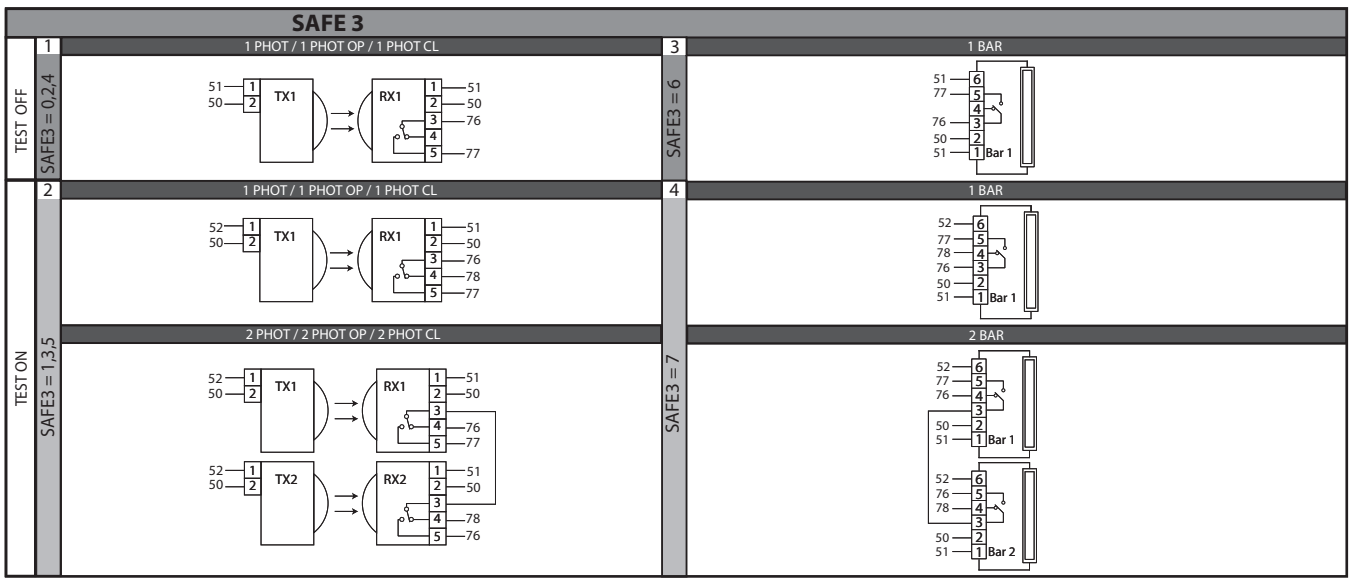 SAFE 3
TEST OFF
1
SAFE3 = 0,2,4
1 PHOT / 1 PHOT OP / 1 PHOT CL
51 1 TX1 RX1 1 51
50 2 2 50
3 76
4
5 77
3
SAFE3 = 6
1 BAR
51 6
77 5
4
76 3
50 2
51 1 Bar 1
TEST ON
2
SAFE3 = 1,3,5
1 PHOT / 1 PHOT OP / 1 PHOT CL
52 1 TX1 RX1 1 51
50 2 2 50
3 76
4 78
5 77
2 PHOT / 2 PHOT OP / 2 PHOT CL
52 1 TX1 RX1 1 51
50 2 2 50
3
4 76
5 77
52 1 TX2 RX2 1 51
50 2 2 50
3
4 78
5 76
4
SAFE3 = 7
1 BAR
52 6
77 5
78 4
76 3
50 2
51 1 Bar 1
2 BAR
52 6
77 5
76 4
3
50 2
51 1 Bar 1
52 6
76 5
78 4
3
50 2
51 1 Bar 2